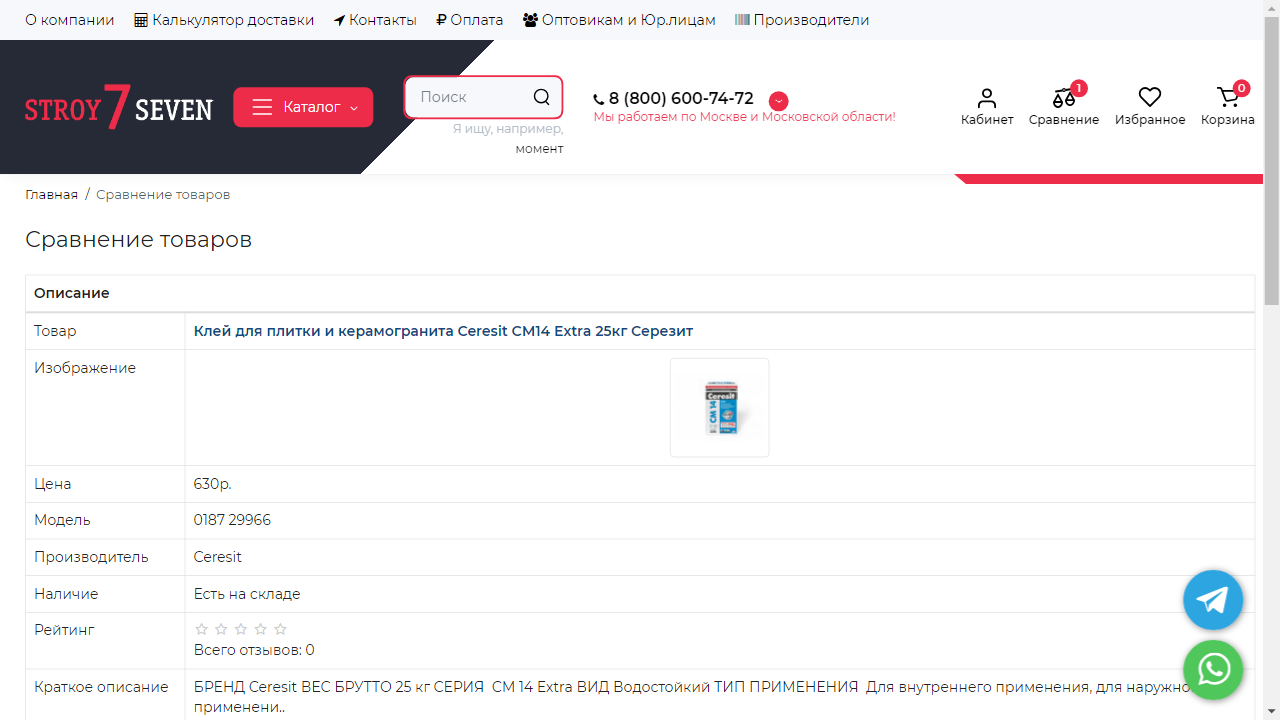 О компании Калькулятор доставки Контакты Оплата Оптовикам и Юр.лицам Производители
STROY 7 SEVEN
Каталог
Поиск
Я ищу, например,
момент
8 (800) 600-74-72
Мы работаем по Москве и Московской области!
Кабинет
1
Сравнение
Избранное
0
Корзина
Главная / Сравнение товаров
Сравнение товаров
Описание
Товар Клей для плитки и керамогранита Ceresit CM14 Extra 25кг Серезит
Изображение
Ceresit
CM 14
Цена 630р.
Модель 0187 29966
Производитель Ceresit
Наличие Есть на складе
Рейтинг
Всего отзывов: 0
Краткое описание БРЕНД Ceresit ВЕС БРУТТО 25 кг СЕРИЯ CM 14 Extra ВИД Водостойкий ТИП ПРИМЕНЕНИЯ Для внутреннего применения, для наружно
применени..